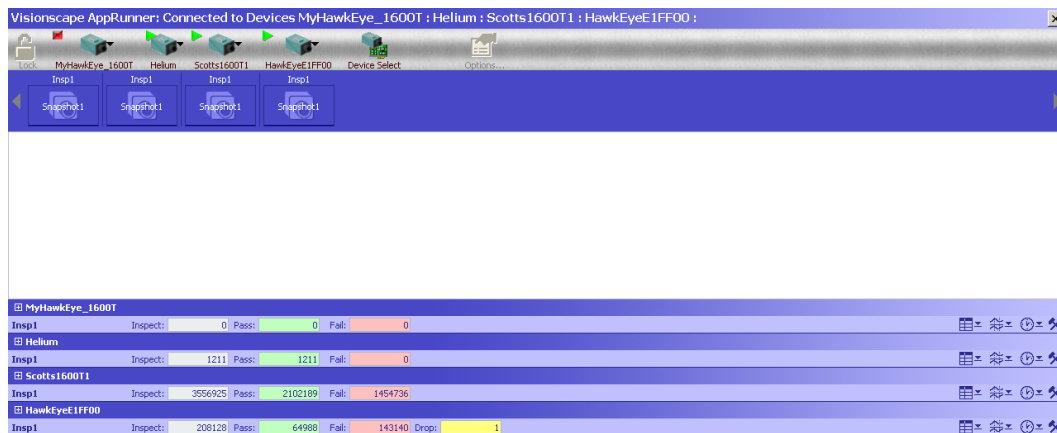 Visionscape AppRunner: Connected to Devices MyHawkEye_1600T : Helium : Scotts1600T1 : HawkEyeE1FF00 :
Lock MyHawkEye_1600T Helium Scotts1600T1 HawkEyeE1FF00 Device Select Options...
Insp1 Insp1 Insp1 Insp1
Snapshot1 Snapshot1 Snapshot1 Snapshot1
MyHawkEye_1600T
Insp1 Inspect: 0 Pass: 0 Fail: 0
Helium
Insp1 Inspect: 1211 Pass: 1211 Fail: 0
Scotts1600T1
Insp1 Inspect: 3556925 Pass: 2102189 Fail: 1454736
HawkEyeE1FF00
Insp1 Inspect: 208128 Pass: 64988 Fail: 143140 Drop: 1